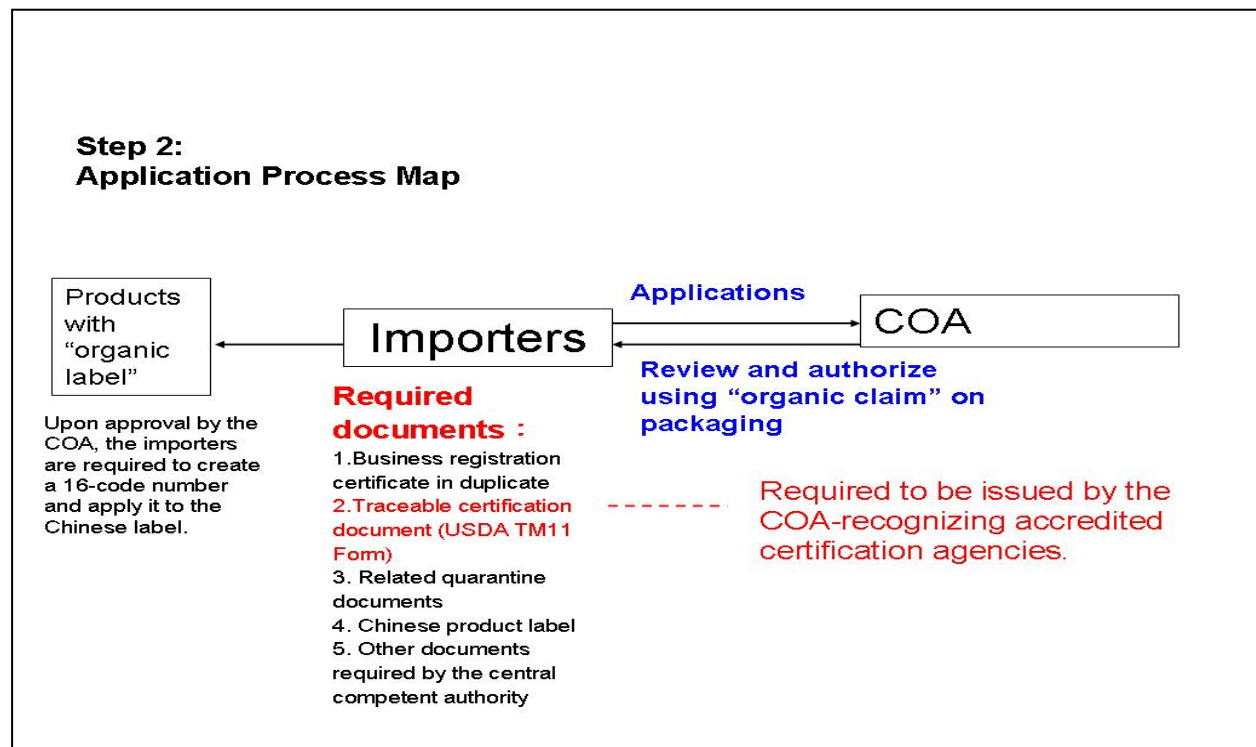 Step 2:
Application Process Map
Products
with
“organic
label”
Upon approval by the
COA, the importers
are required to create
a 16-code number
and apply it to the
Chinese label.
Importers
Required
documents：
1.Business registration
certificate in duplicate
2.Traceable certification
document (USDA TM11
Form)
3. Related quarantine
documents
4. Chinese product label
5. Other documents
required by the central
competent authority
Applications
COA
Review and authorize
using “organic claim” on
packaging
Required to be issued by the
COA-recognizing accredited
certification agencies.